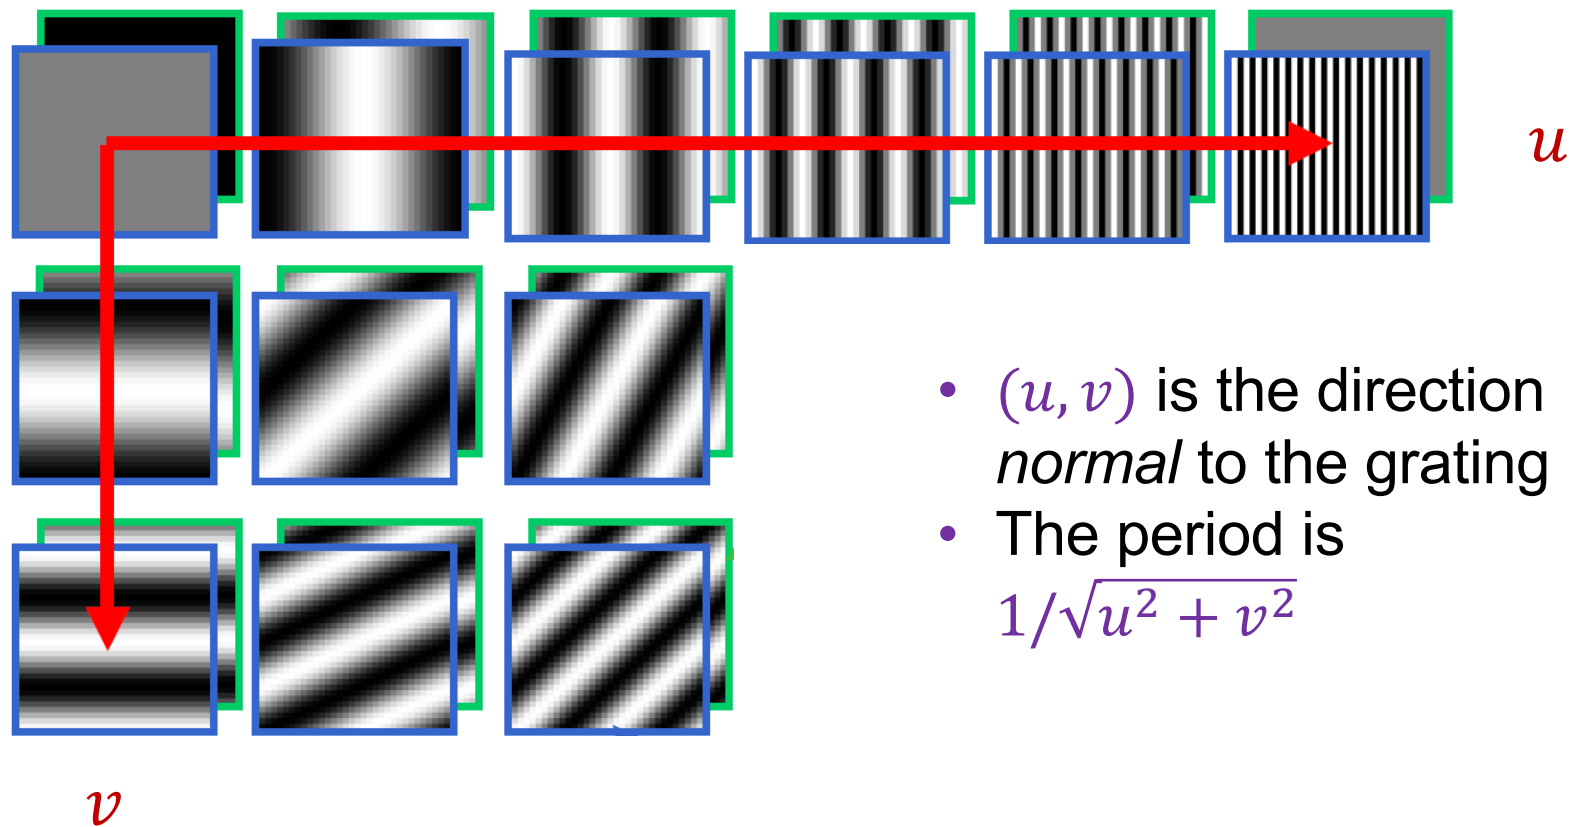 u
• (u, v) is the direction
normal to the grating
• The period is
1/√u² + v²
v